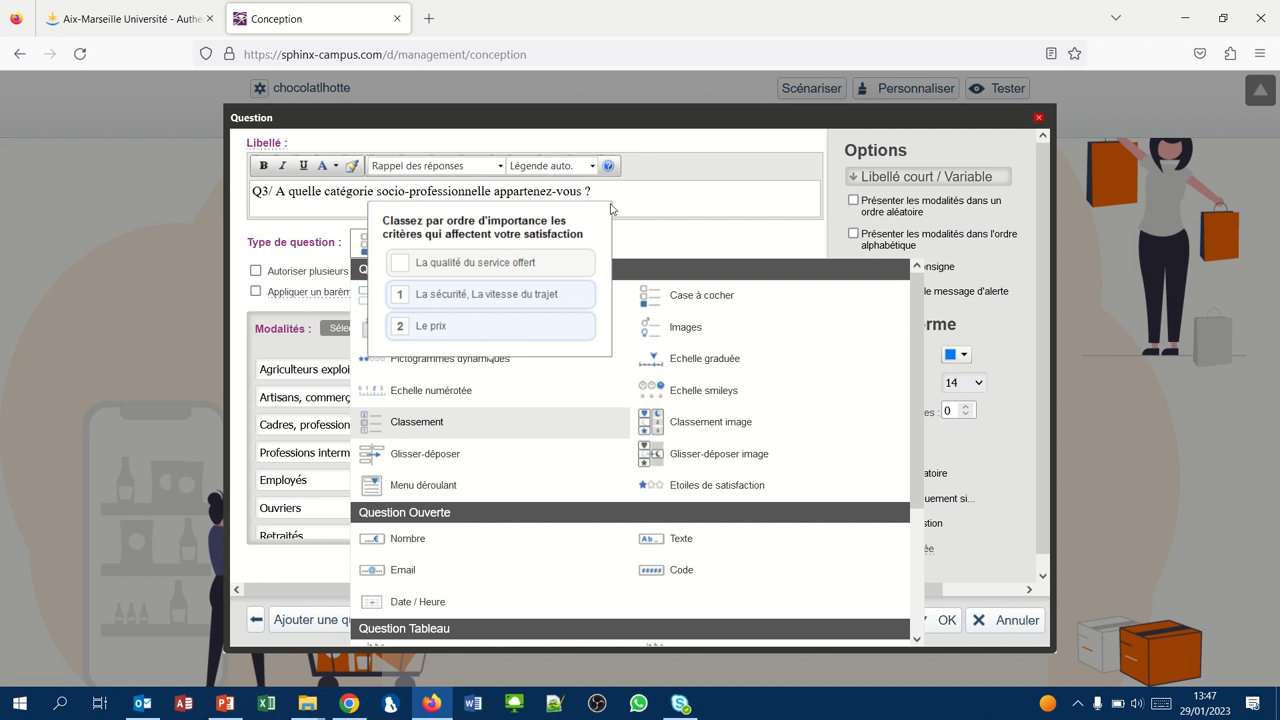 Aix-Marseille Université - Authe
Conception
https://sphinx-campus.com/d/management/conception
chocolatlhotte
Scénariser
Personnaliser
Tester
Question
Libellé :
B I U A
Rappel des réponses
Légende auto.
Q3/ A quelle catégorie socio-professionnelle appartenez-vous ?
Type de question :
Autoriser plusieurs
Appliquer un barèm
Modalités :
Séle
Agriculteurs exploi
Artisans, commerç
Cadres, profession
Professions interm
Employés
Ouvriers
Retraités
Classez par ordre d'importance les
critères qui affectent votre satisfaction
La qualité du service offert
1 La sécurité, La vitesse du trajet
2 Le prix
Case à cocher
Images
Pictogrammes dynamiques
Echelle graduée
Echelle numérotée
Echelle smileys
Classement
Classement image
Glisser-déposer
Glisser-déposer image
Menu déroulant
Etoiles de satisfaction
Question Ouverte
Nombre
Texte
Email
Code
Date / Heure
Question Tableau
Options
Libellé court / Variable
Présenter les modalités dans un
ordre aléatoire
Présenter les modalités dans l'ordre
alphabétique
onsigne
le message d'alerte
rme
14
es : 0
atoire
uement si...
stion
ée
Ajouter une q
OK
Annuler
13:47
29/01/2023